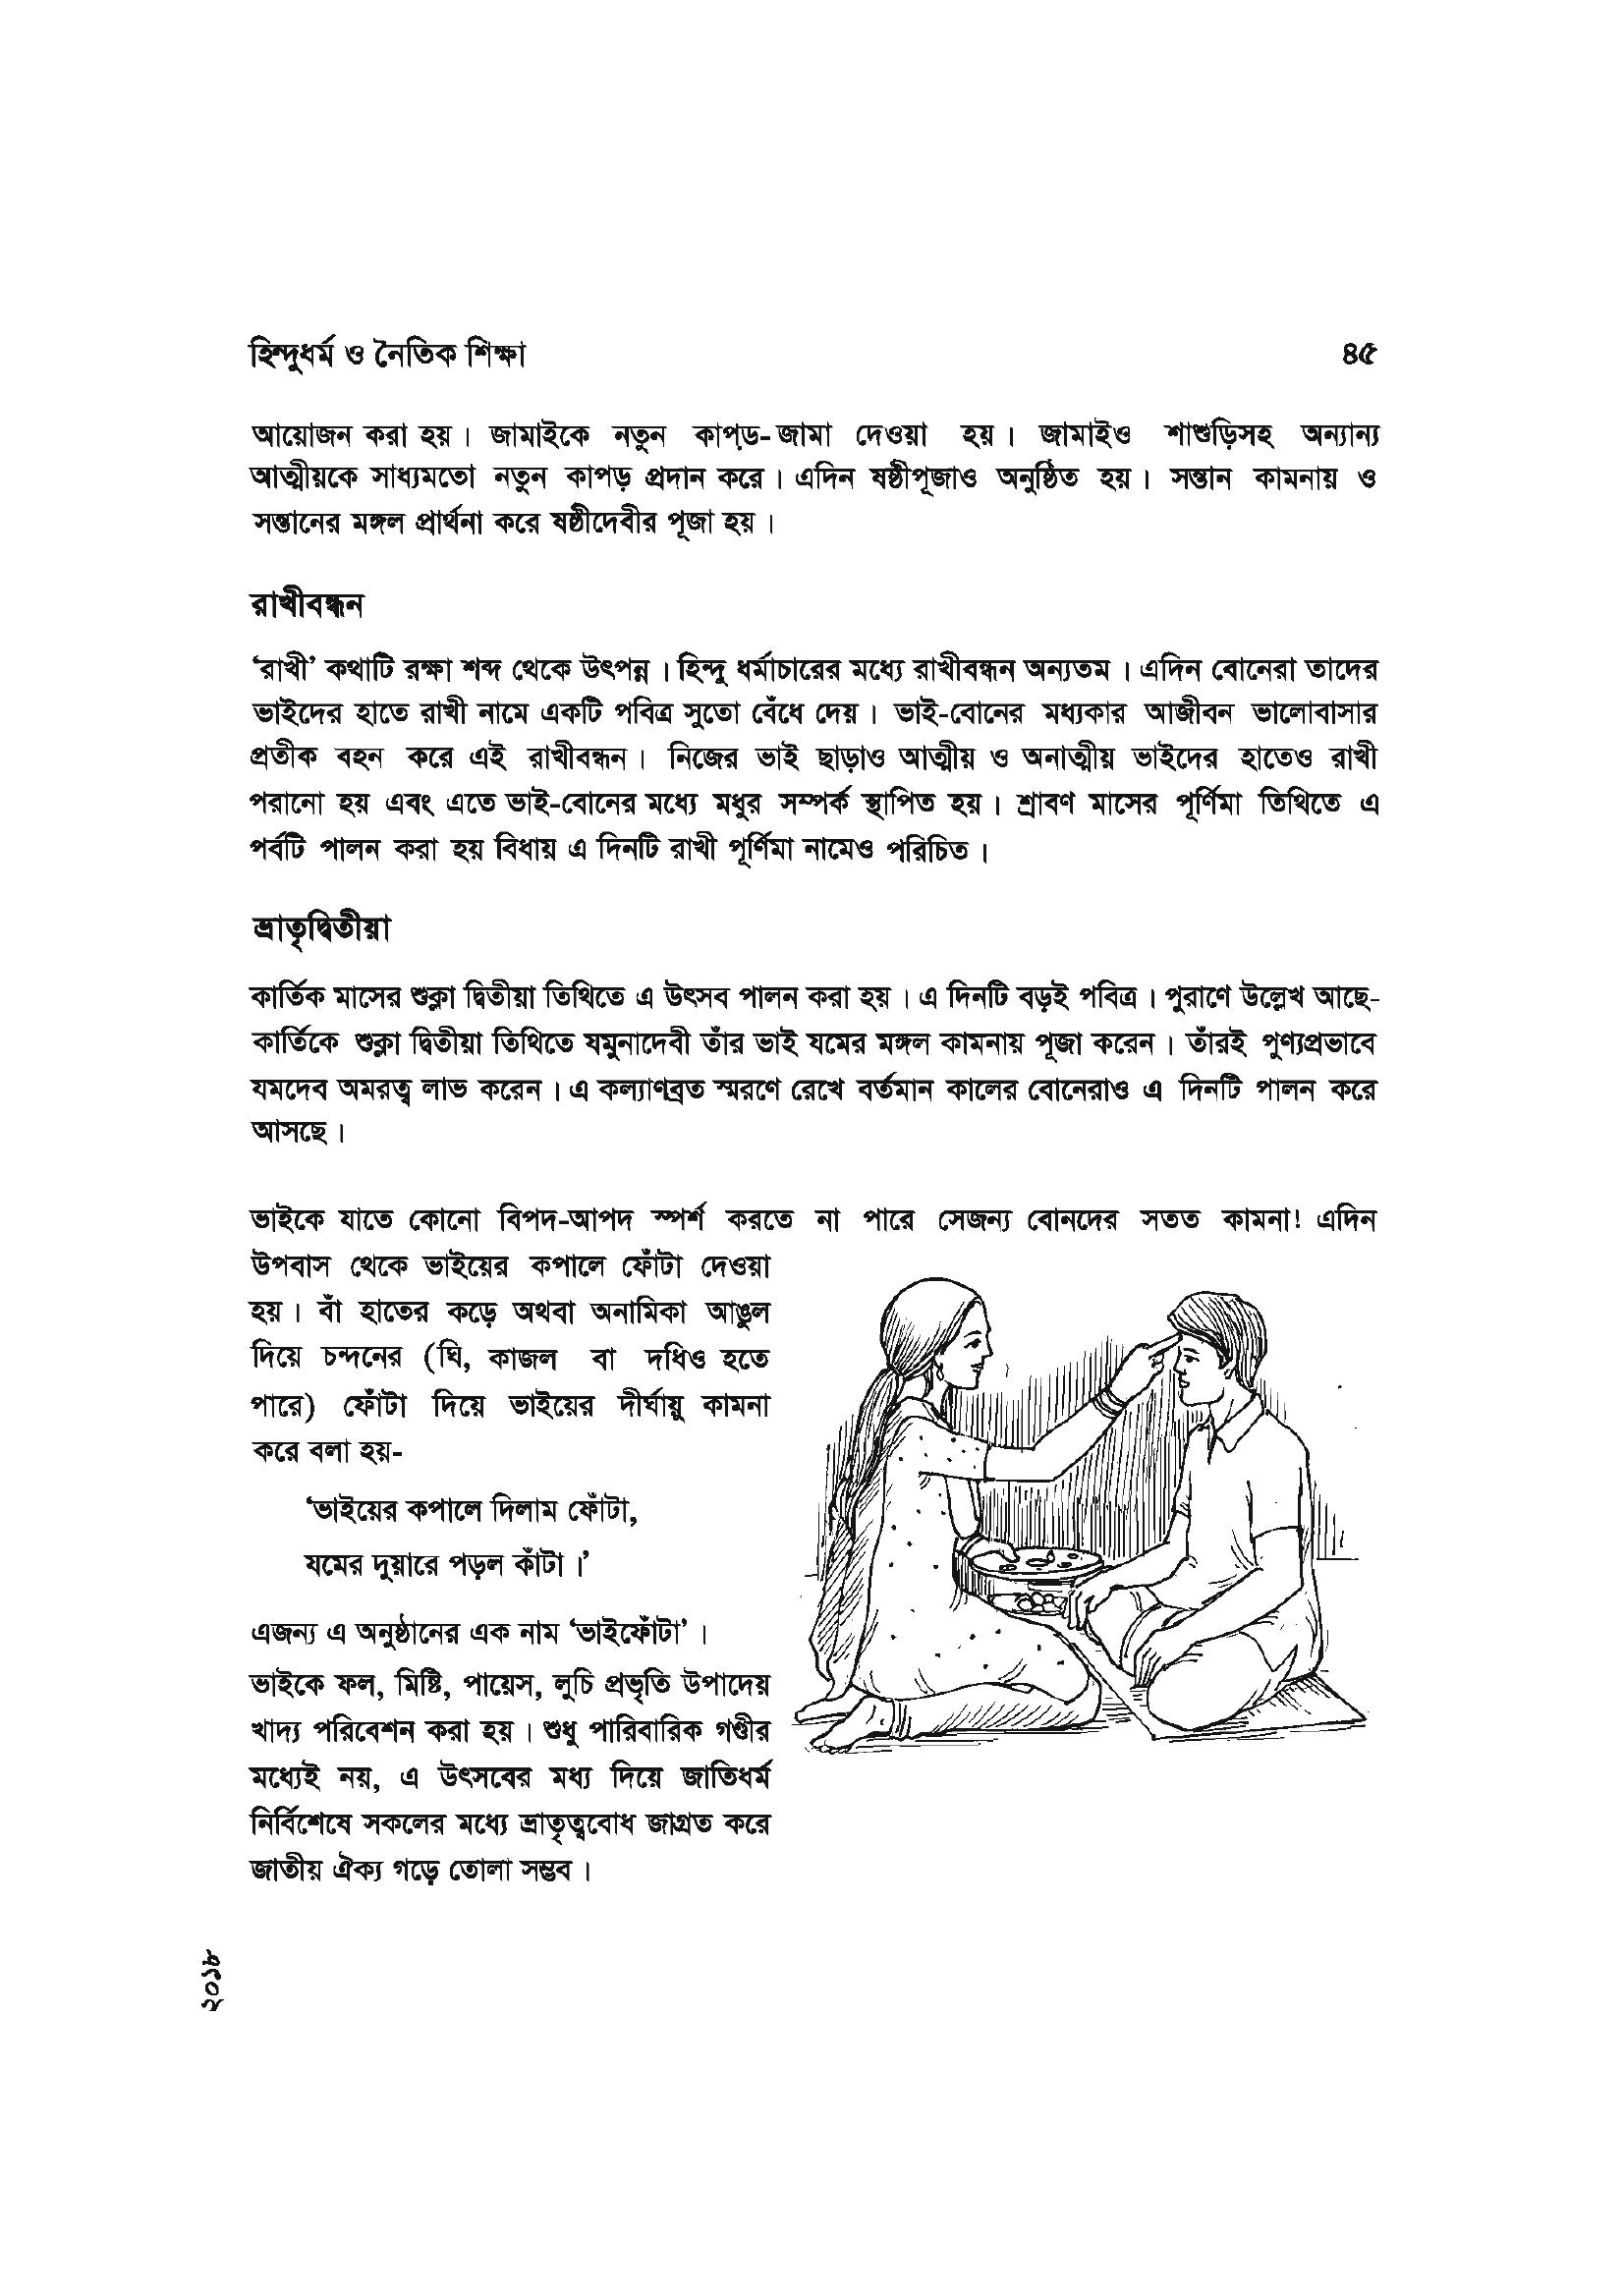 হিন্দুধর্ম ও নৈতিক শিক্ষা ৪৫
আয়োজন করা হয়। জামাইকে নতুন কাপড়-জামা দেওয়া হয়। জামাইও শাশুড়িসহ অন্যান্য
আত্মীয়কে সাধ্যমতো নতুন কাপড় প্রদান করে। এদিন ষষ্ঠীপূজাও অনুষ্ঠিত হয়। সন্তান কামনায় ও
সন্তানের মঙ্গল প্রার্থনা করে ষষ্ঠীদেবীর পূজা হয়।
রাখীবন্ধন
‘রাখী’ কথাটি রক্ষা শব্দ থেকে উৎপন্ন। হিন্দু ধর্মাচারের মধ্যে রাখীবন্ধন অন্যতম। এদিন বোনেরা তাদের
ভাইদের হাতে রাখী নামে একটি পবিত্র সুতো বেঁধে দেয়। ভাই-বোনের মধ্যকার আজীবন ভালোবাসার
প্রতীক বহন করে এই রাখীবন্ধন। নিজের ভাই ছাড়াও আত্মীয় ও অনাত্মীয় ভাইদের হাতেও রাখী
পরানো হয় এবং এতে ভাই-বোনের মধ্যে মধুর সম্পর্ক স্থাপিত হয়। শ্রাবণ মাসের পূর্ণিমা তিথিতে এ
পর্বটি পালন করা হয় বিধায় এ দিনটি রাখী পূর্ণিমা নামেও পরিচিত।
ভ্রাতৃদ্বিতীয়া
কার্তিক মাসের শুক্লা দ্বিতীয়া তিথিতে এ উৎসব পালন করা হয়। এ দিনটি বড়ই পবিত্র। পুরাণে উল্লেখ আছে-
কার্তিকে শুক্লা দ্বিতীয়া তিথিতে যমুনাদেবী তাঁর ভাই যমের মঙ্গল কামনায় পূজা করেন। তাঁরই পুণ্যপ্রভাবে
যমদেব অমরত্ব লাভ করেন। এ কল্যাণব্রত স্মরণে রেখে বর্তমান কালের বোনেরাও এ দিনটি পালন করে
আসছে।
ভাইকে যাতে কোনো বিপদ-আপদ স্পর্শ করতে না পারে সেজন্য বোনদের সতত কামনা! এদিন
উপবাস থেকে ভাইয়ের কপালে ফোঁটা দেওয়া
হয়। বাঁ হাতের কড়ে অথবা অনামিকা আঙুল
দিয়ে চন্দনের (ঘি, কাজল বা দধিও হতে
পারে) ফোঁটা দিয়ে ভাইয়ের দীর্ঘায়ু কামনা
করে বলা হয়-
‘ভাইয়ের কপালে দিলাম ফোঁটা,
যমের দুয়ারে পড়ল কাঁটা।’
এজন্য এ অনুষ্ঠানের এক নাম ‘ভাইফোঁটা’।
ভাইকে ফল, মিষ্টি, পায়েস, লুচি প্রভৃতি উপাদেয়
খাদ্য পরিবেশন করা হয়। শুধু পারিবারিক গণ্ডীর
মধ্যেই নয়, এ উৎসবের মধ্য দিয়ে জাতিধর্ম
নির্বিশেষে সকলের মধ্যে ভ্রাতৃত্ববোধ জাগ্রত করে
জাতীয় ঐক্য গড়ে তোলা সম্ভব।
২০১৮